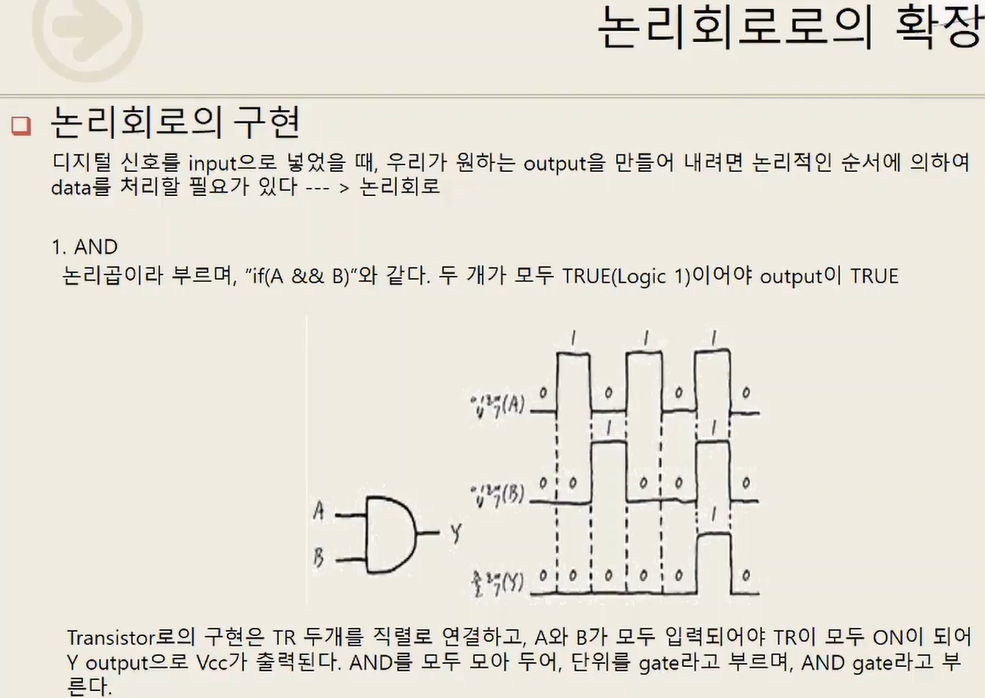 논리회로로의 확장
논리회로의 구현
디지털 신호를 input으로 넣었을 때, 우리가 원하는 output을 만들어 내려면 논리적인 순서에 의하여
data를 처리할 필요가 있다 --- > 논리회로
1. AND
논리곱이라 부르며, "if(A && B)"와 같다. 두 개가 모두 TRUE(Logic 1)이어야 output이 TRUE
1 1 1
입력(A) 0 0 0 0
1 1
입력(B) 0 0 0 0 0
1
출력(Y) 0 0 0 0 0 0
A
B
Y
Transistor로의 구현은 TR 두개를 직렬로 연결하고, A와 B가 모두 입력되어야 TR이 모두 ON이 되어
Y output으로 Vcc가 출력된다. AND를 모두 모아 두어, 단위를 gate라고 부르며, AND gate라고 부
른다.